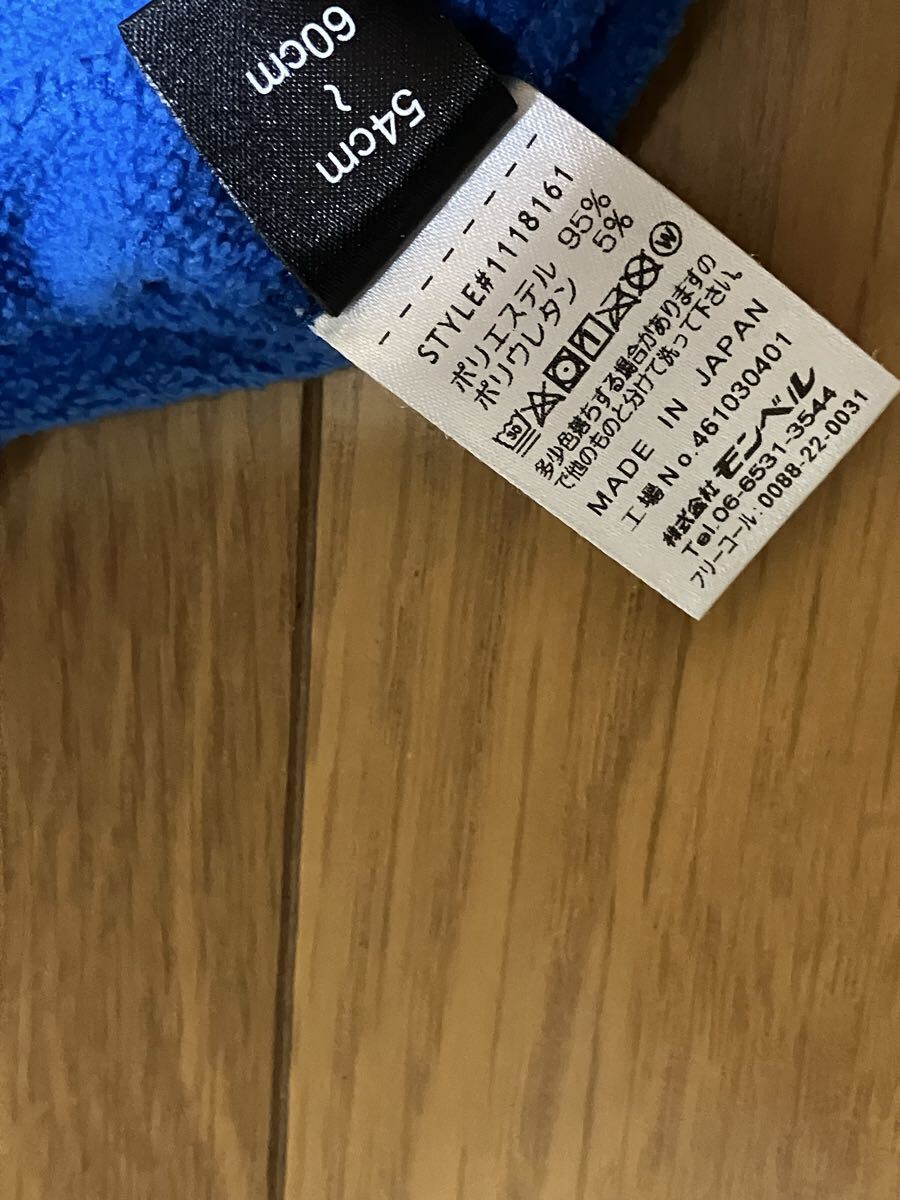 54cm
~
60cm
STYLE#1118161
ポリエステル 95%
ポリウレタン 5%
30
W
多少色落ちする場合がありますの
で他のものと分けて洗って下さい。
MADE IN JAPAN
工場No.461030401
株式会社 モンベル
Tel.06-6531-3544
フリーコール:0088-22-0031